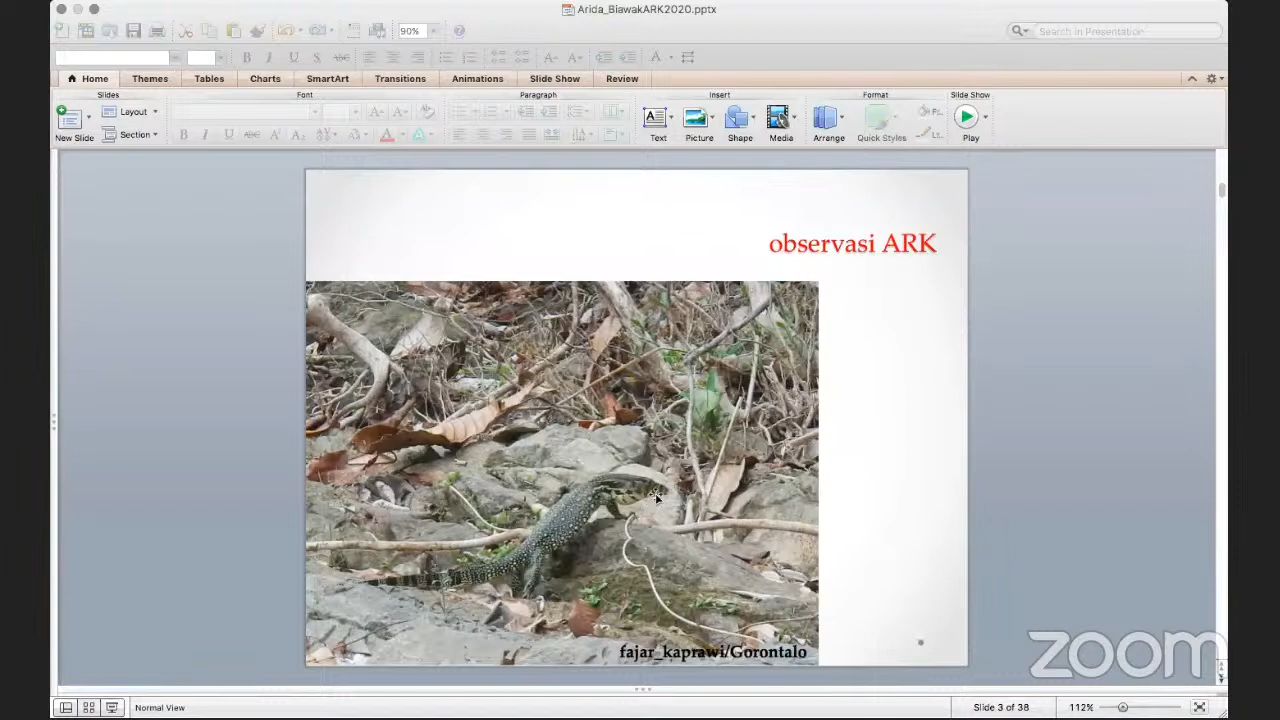 Arida_BiawakARK2020.pptx
90%
Search in Presentation
Home Themes Tables Charts SmartArt Transitions Animations Slide Show Review
Slides Font Paragraph Insert Format Slide Show
Layout
Section
New Slide Text Picture Shape Media Arrange Quick Styles Play
observasi ARK
fajar_kaprawi/Gorontalo
zoom
Normal View Slide 3 of 38 112%